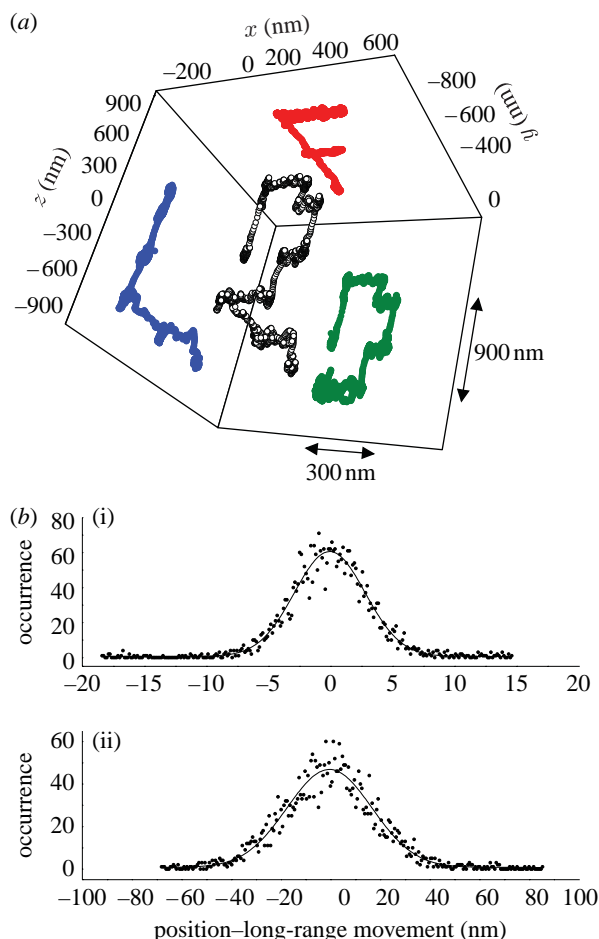 (a)
x (nm)
−200 0 200 400 600
−800
−600
−400
0
y (nm)
900
600
300
0
−300
−600
−900
z (nm)
900 nm
300 nm
(b) (i)
80
60
40
20
0
occurrence
−20 −15 −10 −5 0 5 10 15 20
(ii)
60
40
20
0
occurrence
−100 −80 −60 −40 −20 0 20 40 60 80 100
position–long-range movement (nm)